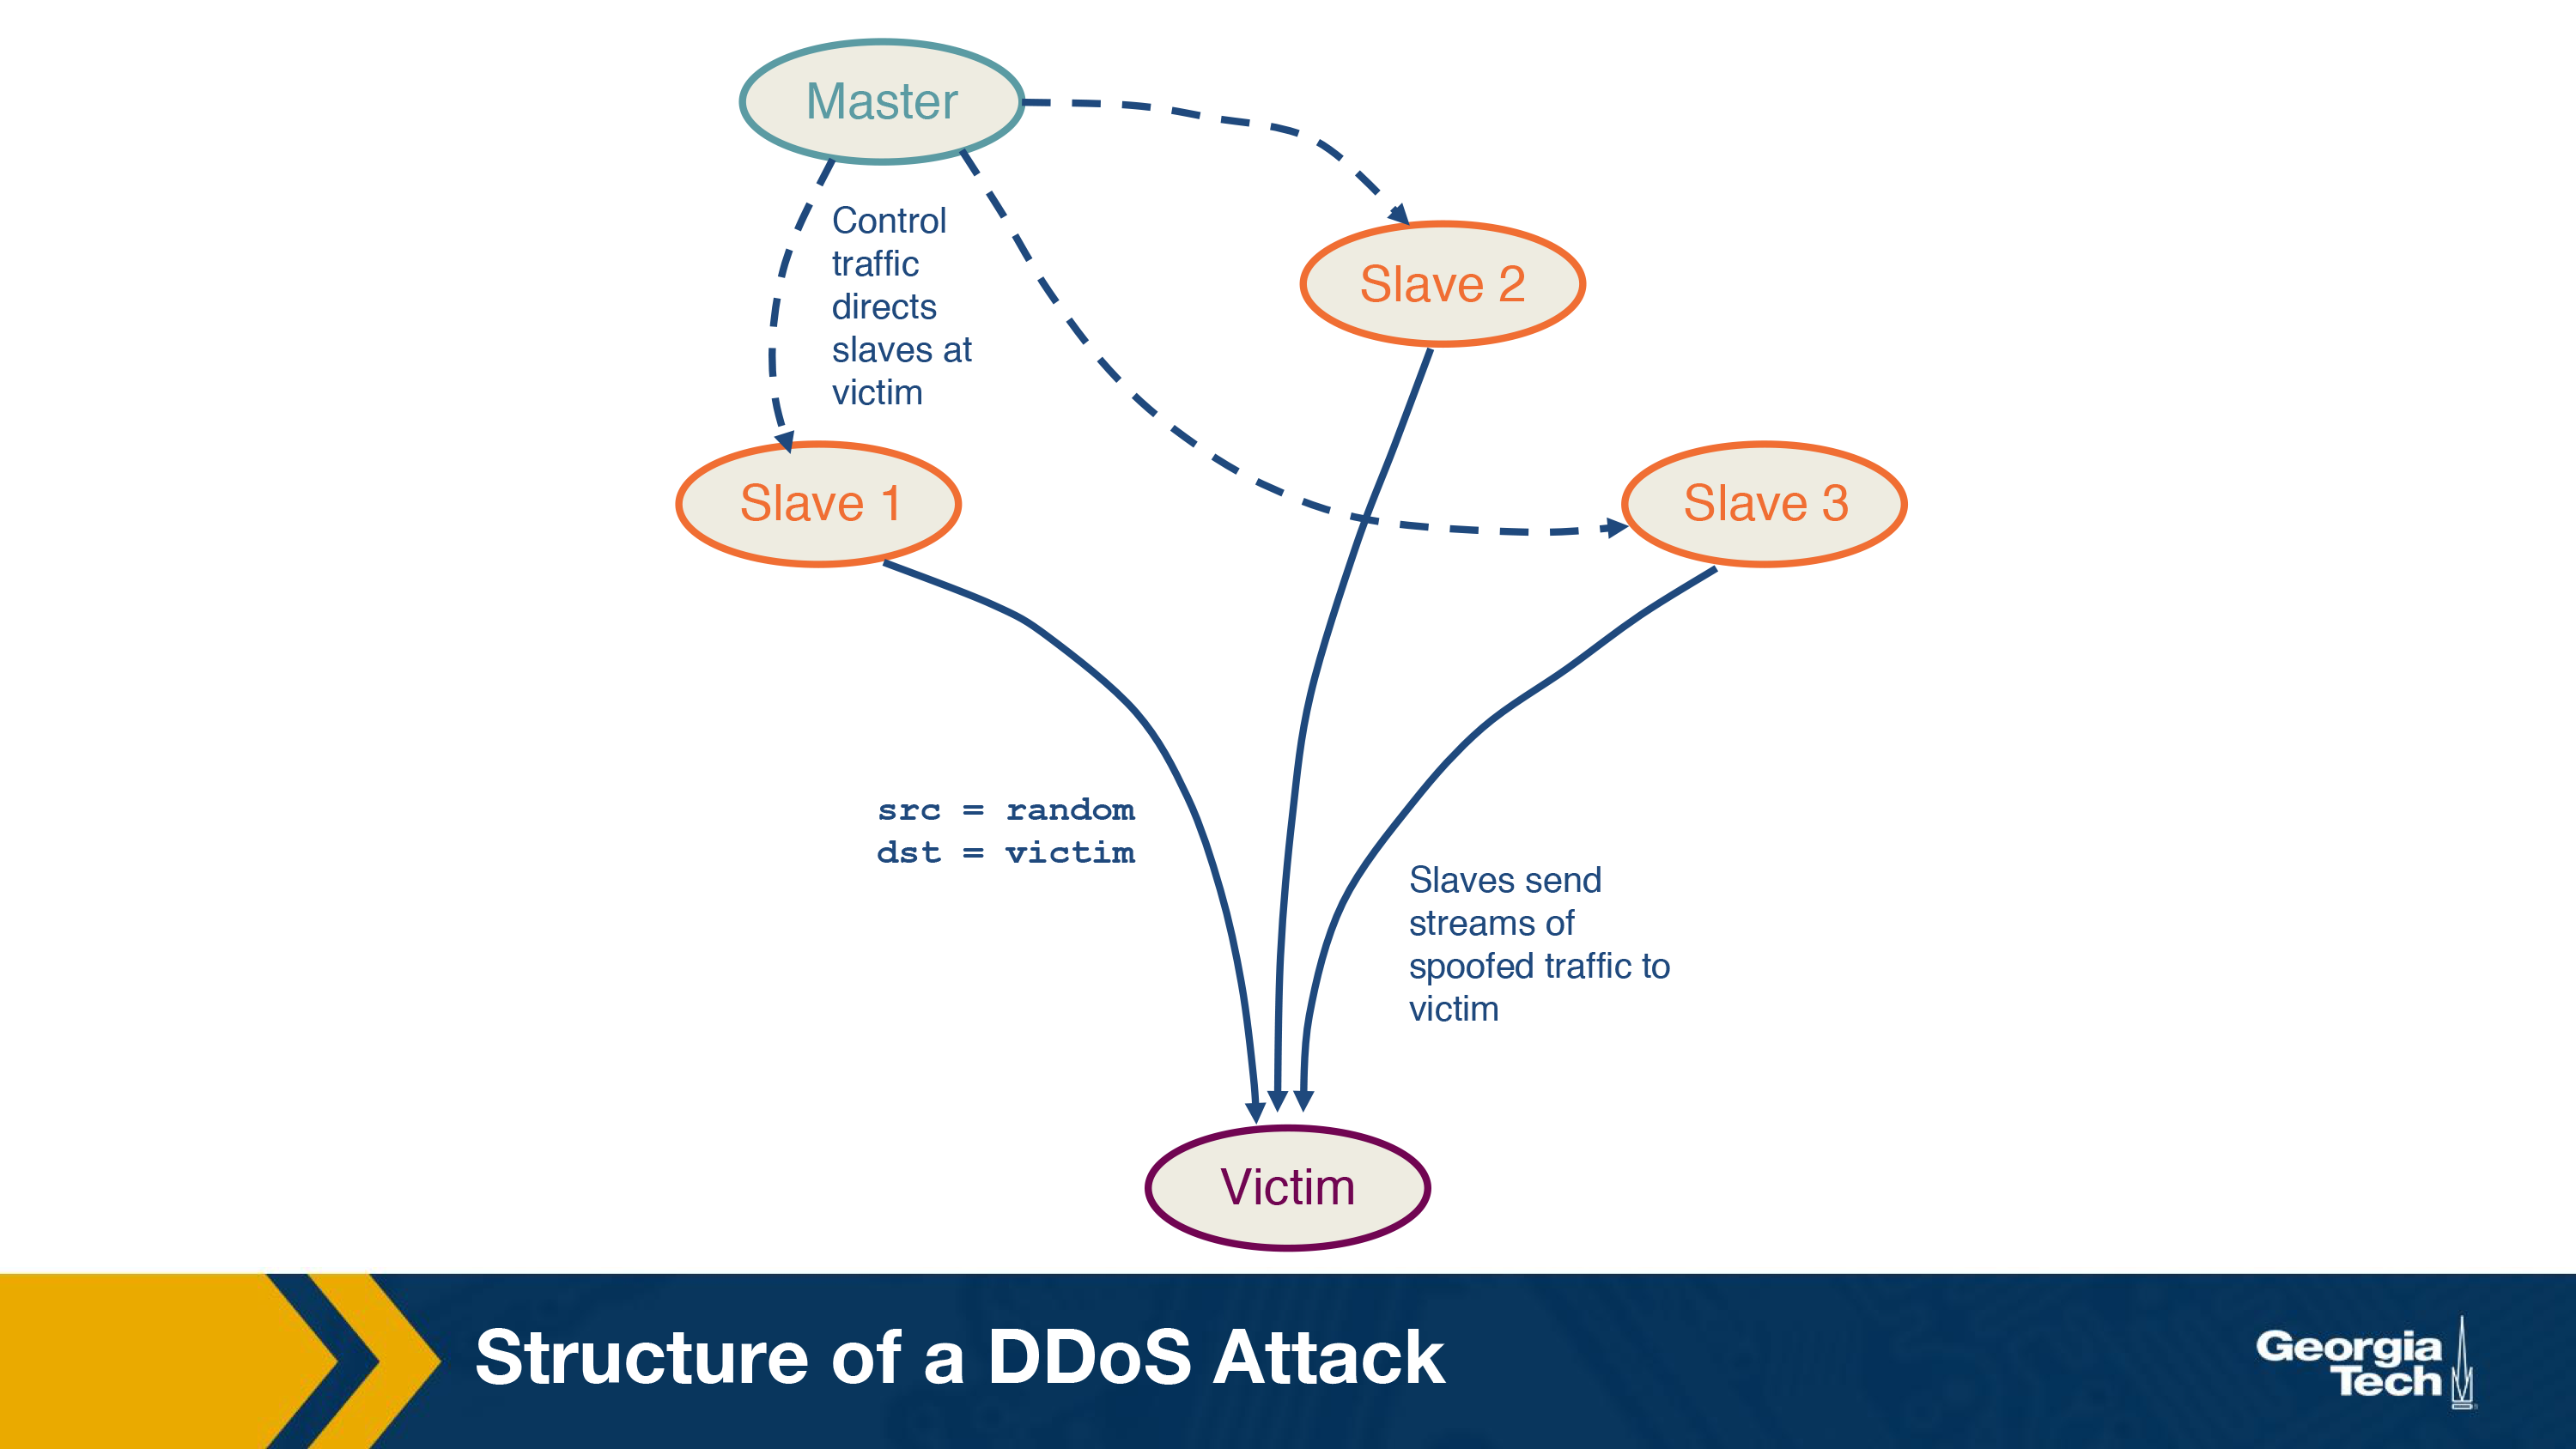 Master
Control
traffic
directs
slaves at
victim
Slave 2
Slave 1
Slave 3
src = random
dst = victim
Slaves send
streams of
spoofed traffic to
victim
Victim
Structure of a DDoS Attack
Georgia
Tech